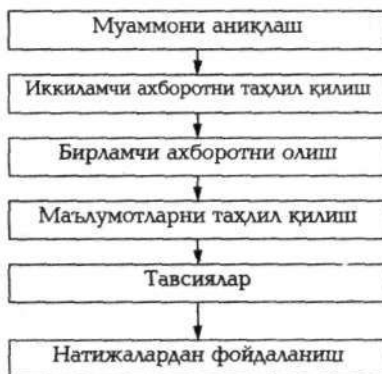 Муаммони аниқлаш
Иккиламчи ахборотни таҳлил қилиш
Бирламчи ахборотни олиш
Маълумотларни таҳлил қилиш
Тавсиялар
Натижалардан фойдаланиш